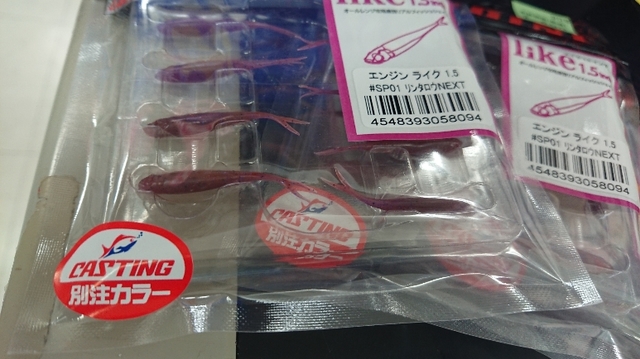 like 1.5
エンジン ライク 1.5
#SP01 リンタロウNEXT
4548393058094
like 1.5
エンジン ライク 1.5
#SP01 リンタロウNEXT
4548393058094
CASTING
別注カラー
CASTING
別注カラー